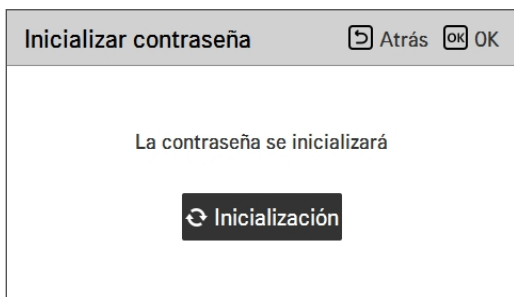 Inicializar contraseña Atrás OK OK
La contraseña se inicializará
Inicialización